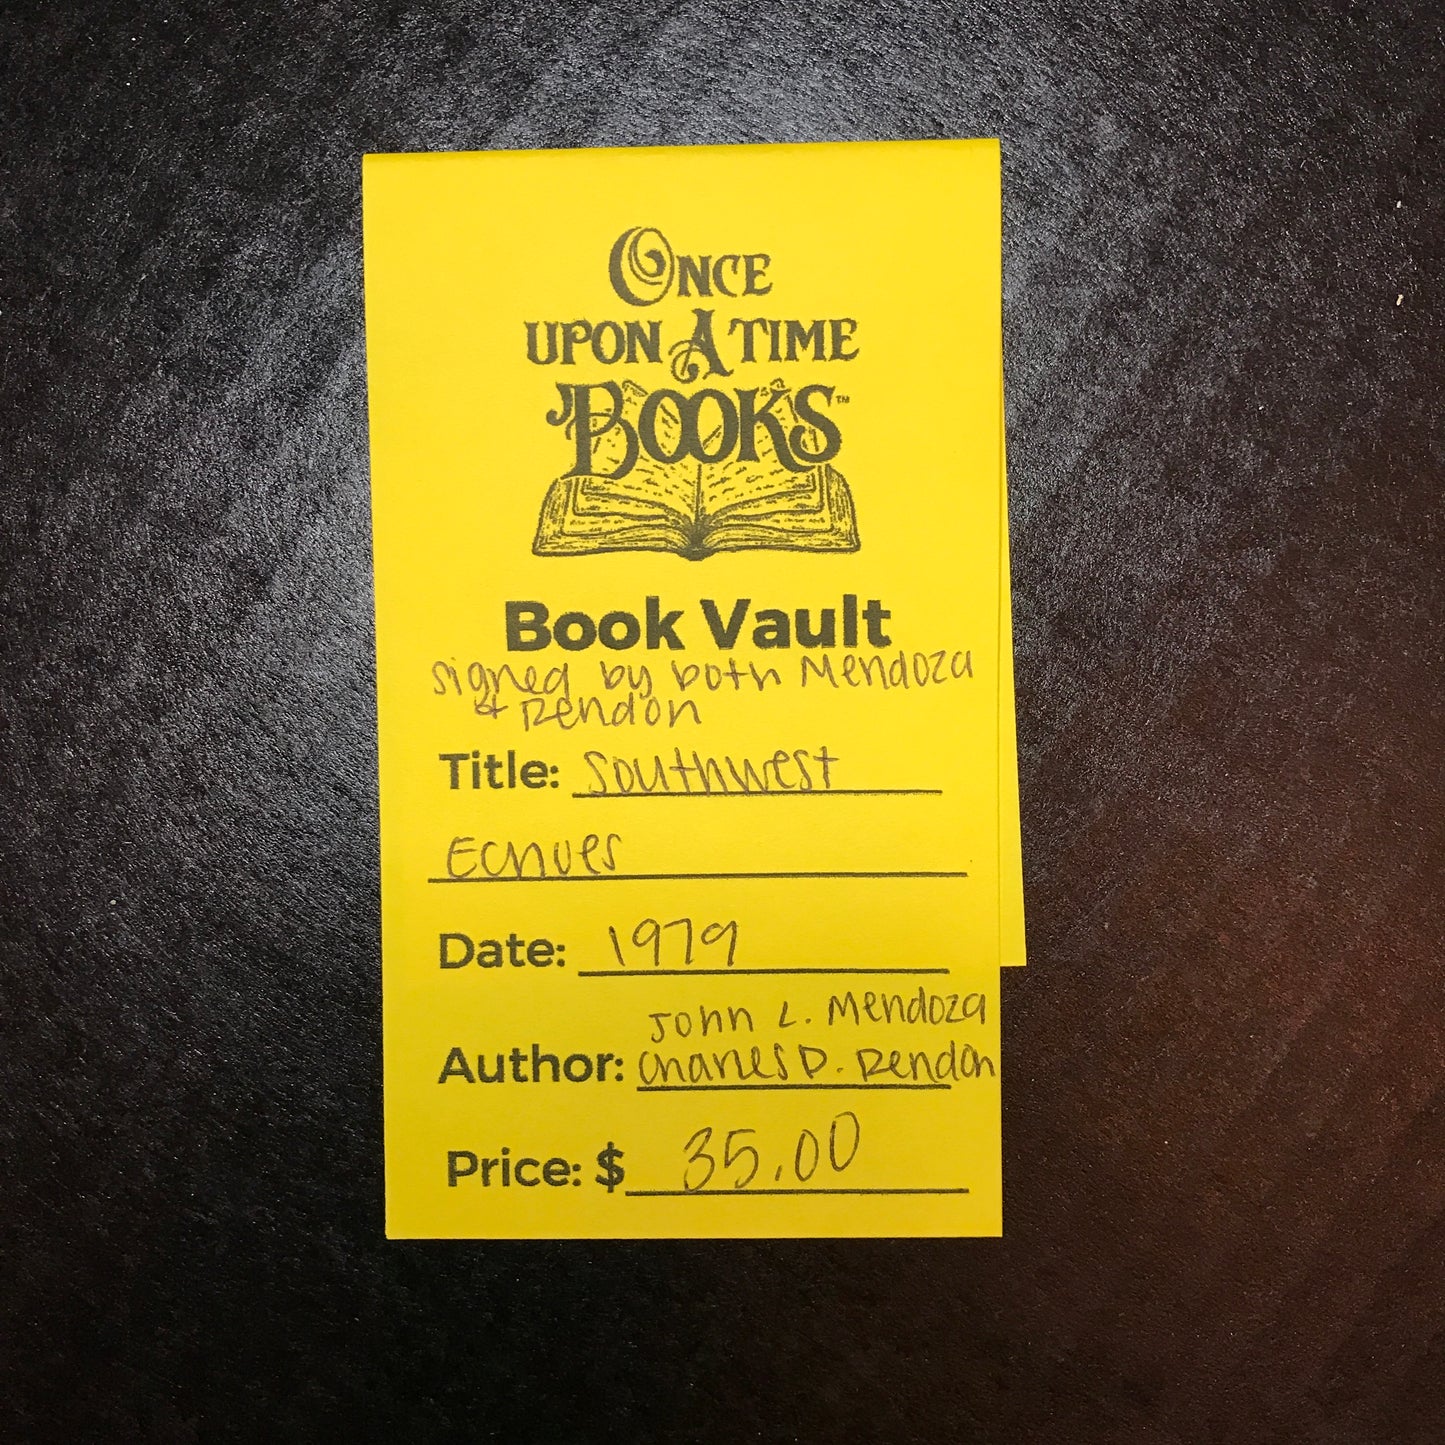 ONCE
UPON A TIME
BOOKS™
Book Vault
signed by both Mendoza
& Rendon
Title: Southwest
Echoes
Date: 1979
John L. Mendoza
Author: Charles D. Rendon
Price: $ 35.00